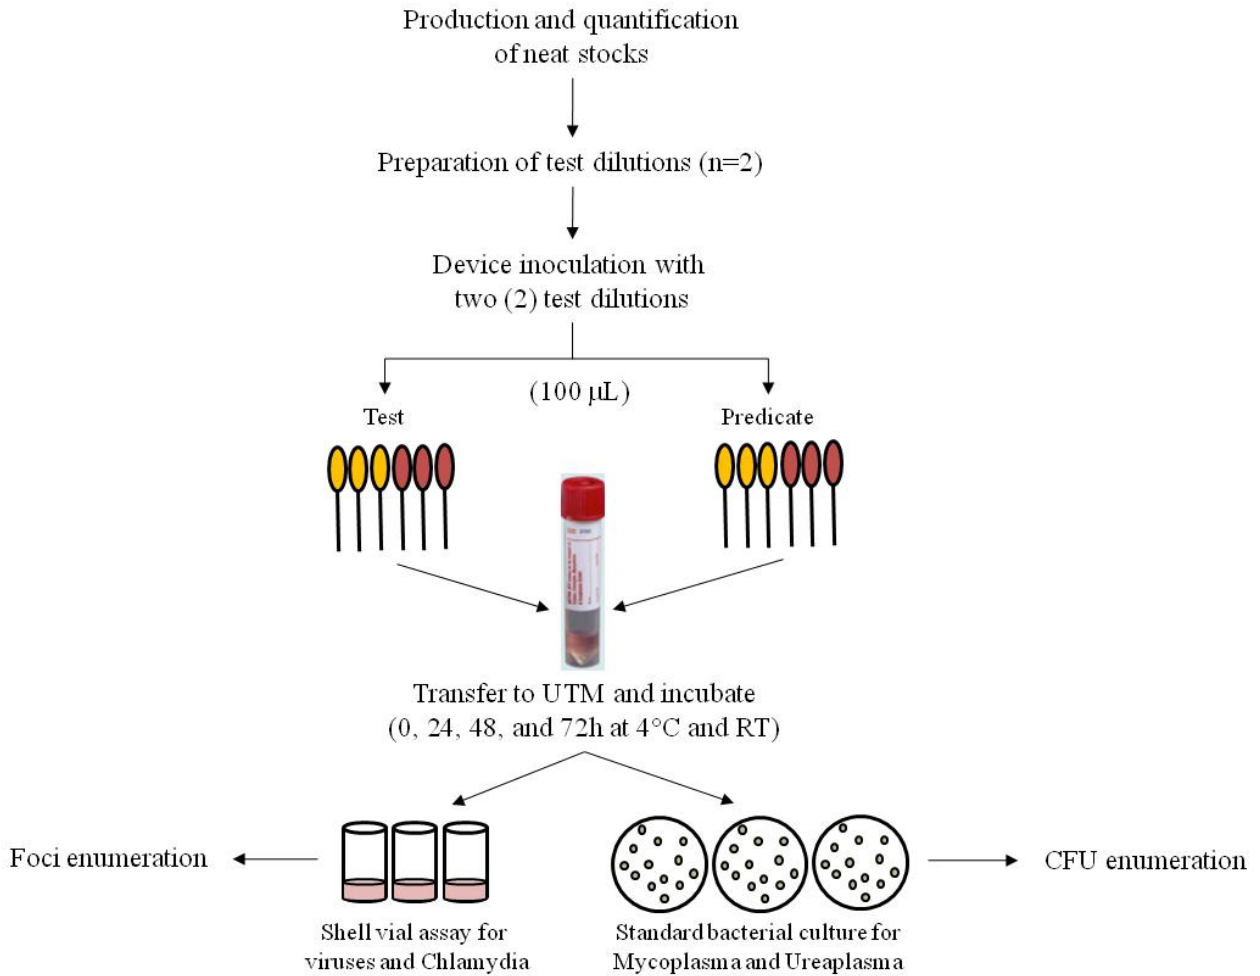 Production and quantification
of neat stocks
Preparation of test dilutions (n=2)
Device inoculation with
two (2) test dilutions
(100 µL)
Test
Predicate
Transfer to UTM and incubate
(0, 24, 48, and 72h at 4°C and RT)
Foci enumeration
CFU enumeration
Shell vial assay for
viruses and Chlamydia
Standard bacterial culture for
Mycoplasma and Ureaplasma